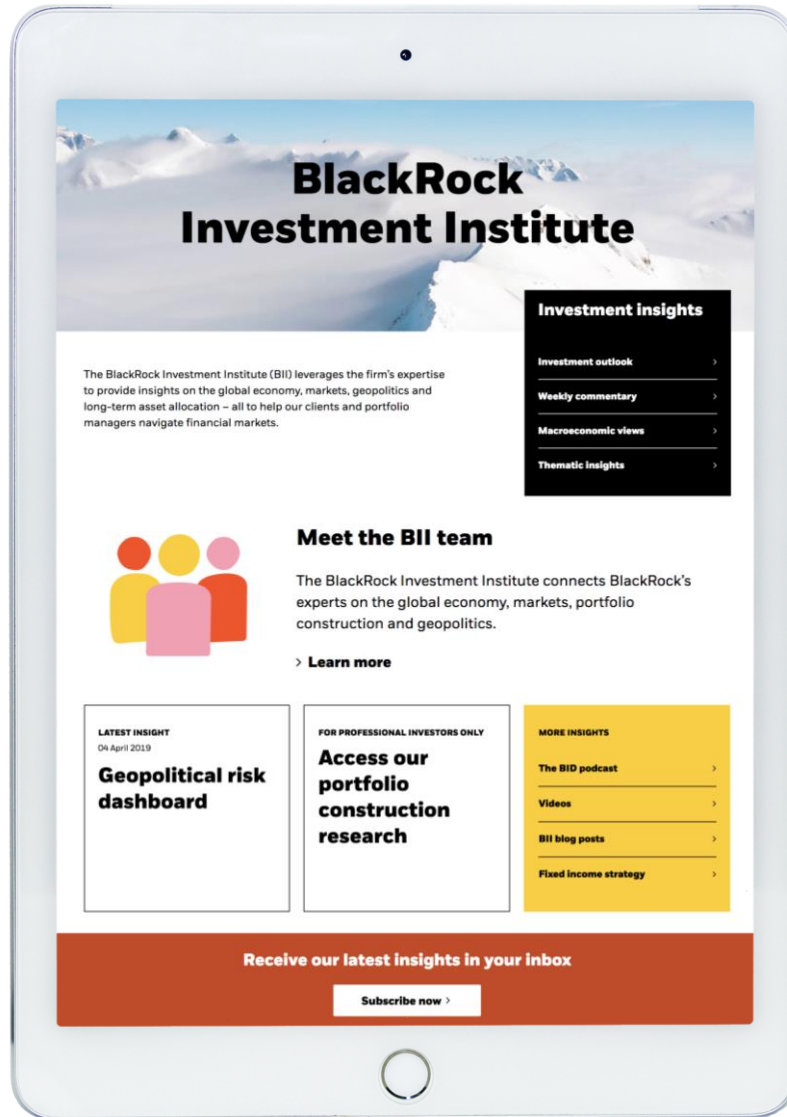 BlackRock
Investment Institute
Investment insights
Investment outlook
Weekly commentary
Macroeconomic views
Thematic insights
The BlackRock Investment Institute (BII) leverages the firm's expertise
to provide insights on the global economy, markets, geopolitics and
long-term asset allocation – all to help our clients and portfolio
managers navigate financial markets.
Meet the BII team
The BlackRock Investment Institute connects BlackRock's
experts on the global economy, markets, portfolio
construction and geopolitics.
> Learn more
LATEST INSIGHT
04 April 2019
Geopolitical risk
dashboard
FOR PROFESSIONAL INVESTORS ONLY
Access our
portfolio
construction
research
MORE INSIGHTS
The BID podcast
Videos
BII blog posts
Fixed income strategy
Receive our latest insights in your inbox
Subscribe now >